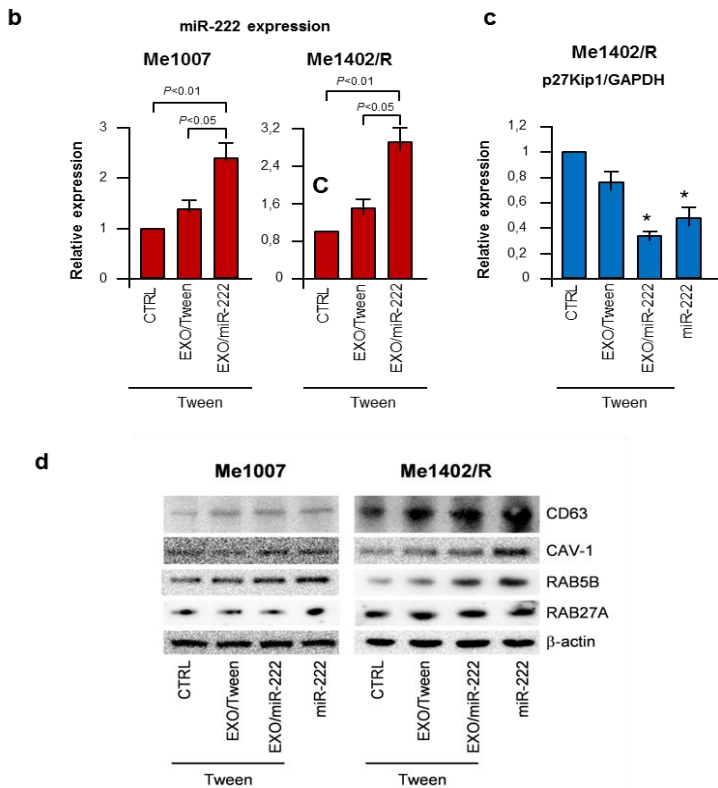 b
miR-222 expression
Me1007
P<0.01
P<0.05
Relative expression
3
2
1
0
CTRL
EXO/Tween
EXO/miR-222
Tween
Me1402/R
P<0.01
P<0.05
C
3,2
2,4
1,6
0,8
0
CTRL
EXO/Tween
EXO/miR-222
Tween
c
Me1402/R
p27Kip1/GAPDH
Relative expression
1,2
1,0
0,8
0,6
0,4
0,2
0
* *
CTRL
EXO/Tween
EXO/miR-222
miR-222
Tween
d
Me1007 Me1402/R
CD63
CAV-1
RAB5B
RAB27A
β-actin
CTRL
EXO/Tween
EXO/miR-222
miR-222
Tween
CTRL
EXO/Tween
EXO/miR-222
miR-222
Tween